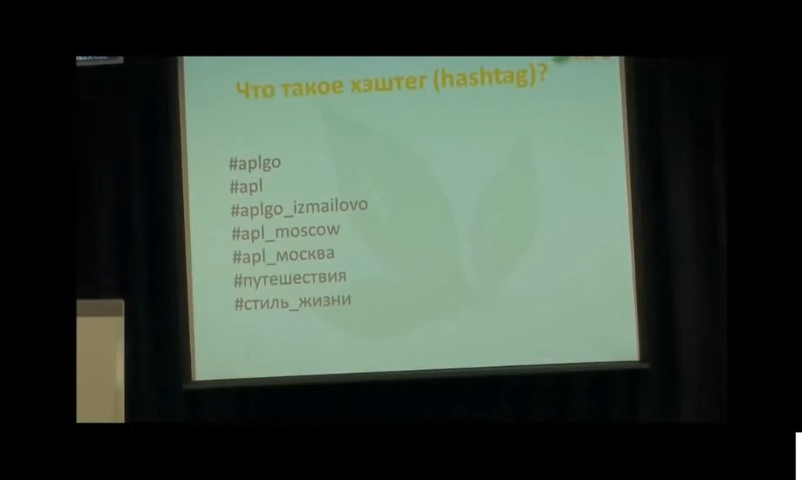 Что такое хэштег (hashtag)?
#aplgo
#apl
#aplgo_izmailovo
#apl_moscow
#apl_москва
#путешествия
#стиль_жизни